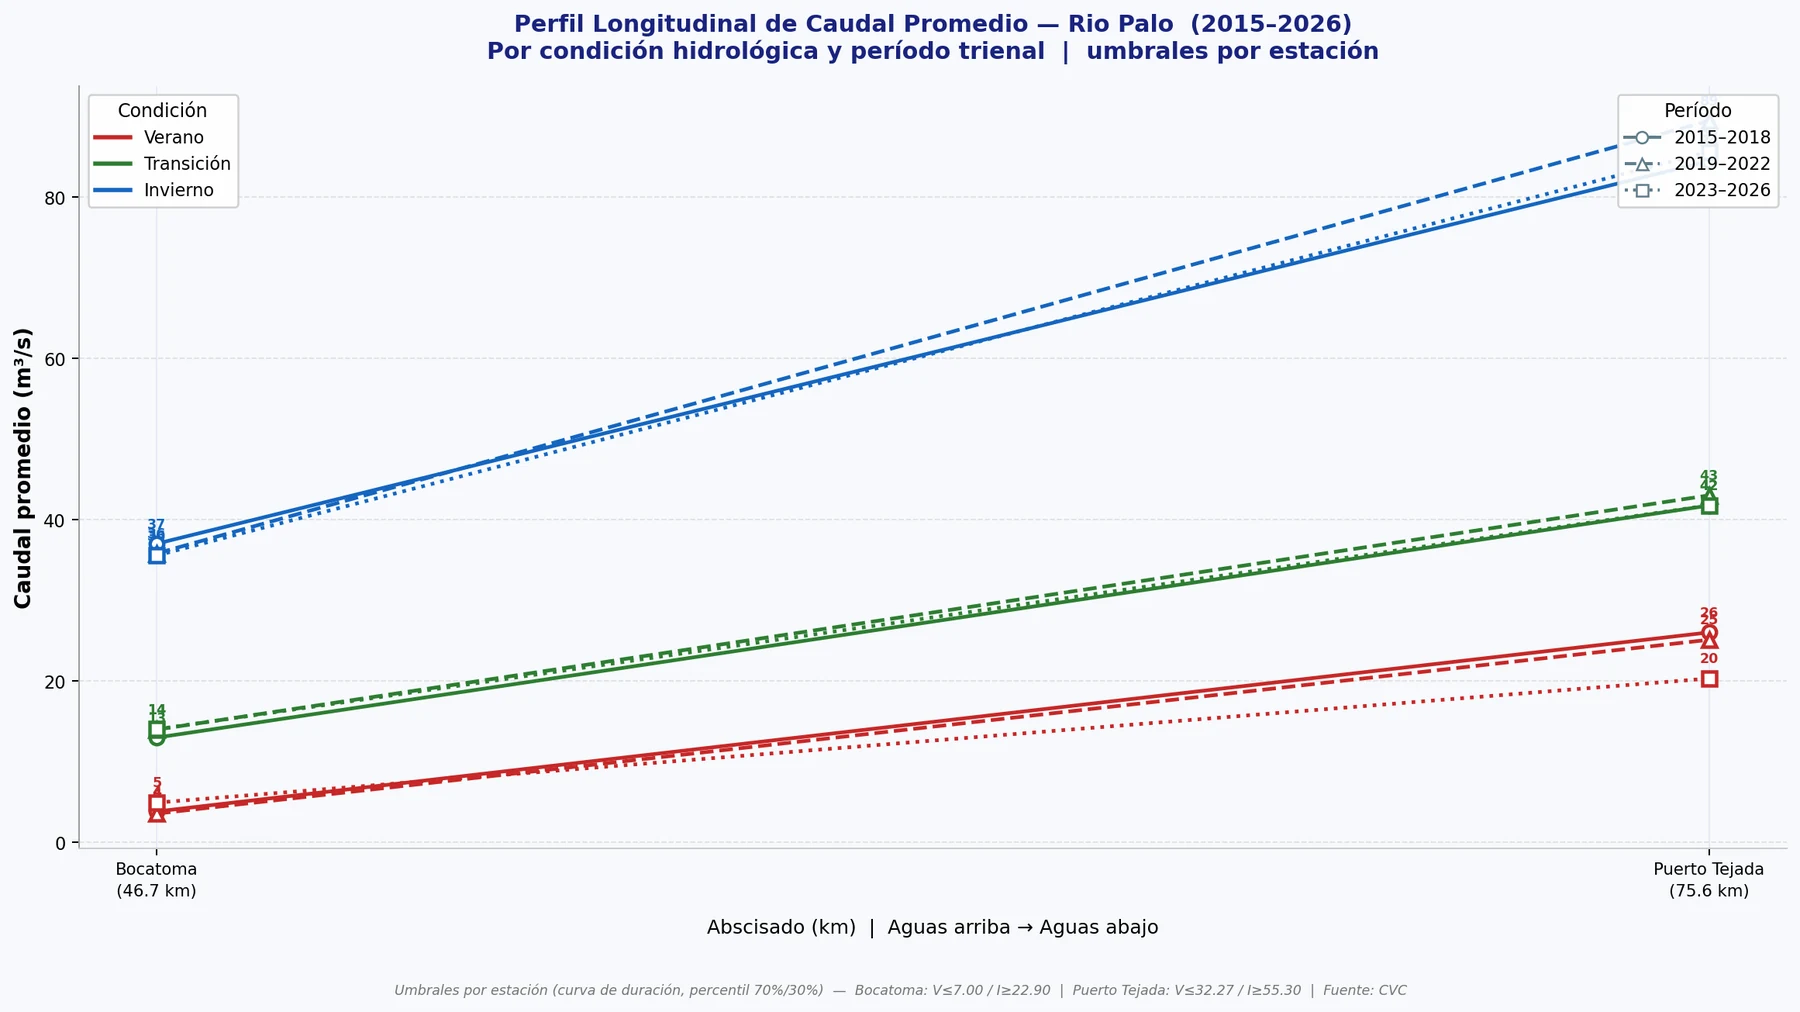 Perfil Longitudinal de Caudal Promedio — Rio Palo (2015–2026)
Por condición hidrológica y período trienal | umbrales por estación
Condición
Verano
Transición
Invierno
Período
2015–2018
2019–2022
2023–2026
Caudal promedio (m³/s)
80
60
40
20
0
37
36
14
13
5
43
42
26
25
20
Bocatoma
(46.7 km)
Puerto Tejada
(75.6 km)
Abscisado (km) | Aguas arriba → Aguas abajo
Umbrales por estación (curva de duración, percentil 70%/30%) — Bocatoma: V≤7.00 / I≥22.90 | Puerto Tejada: V≤32.27 / I≥55.30 | Fuente: CVC